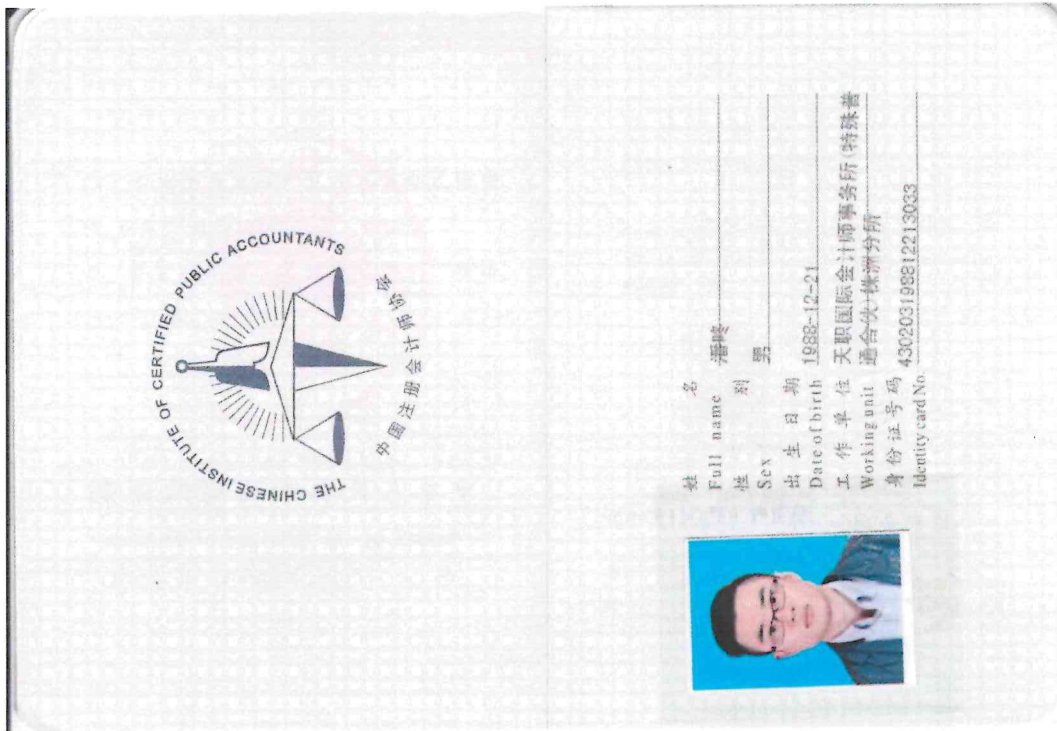 THE CHINESE INSTITUTE OF CERTIFIED PUBLIC ACCOUNTANTS
中国注册会计师协会
姓 名
Full name 潘咚
性 别
Sex 男
出生日期
Date of birth 1988-12-21
工作单位 天职国际会计师事务所(特殊普
Working unit 通合伙)株洲分所
身份证号码
Identity card No. 430203198812213033